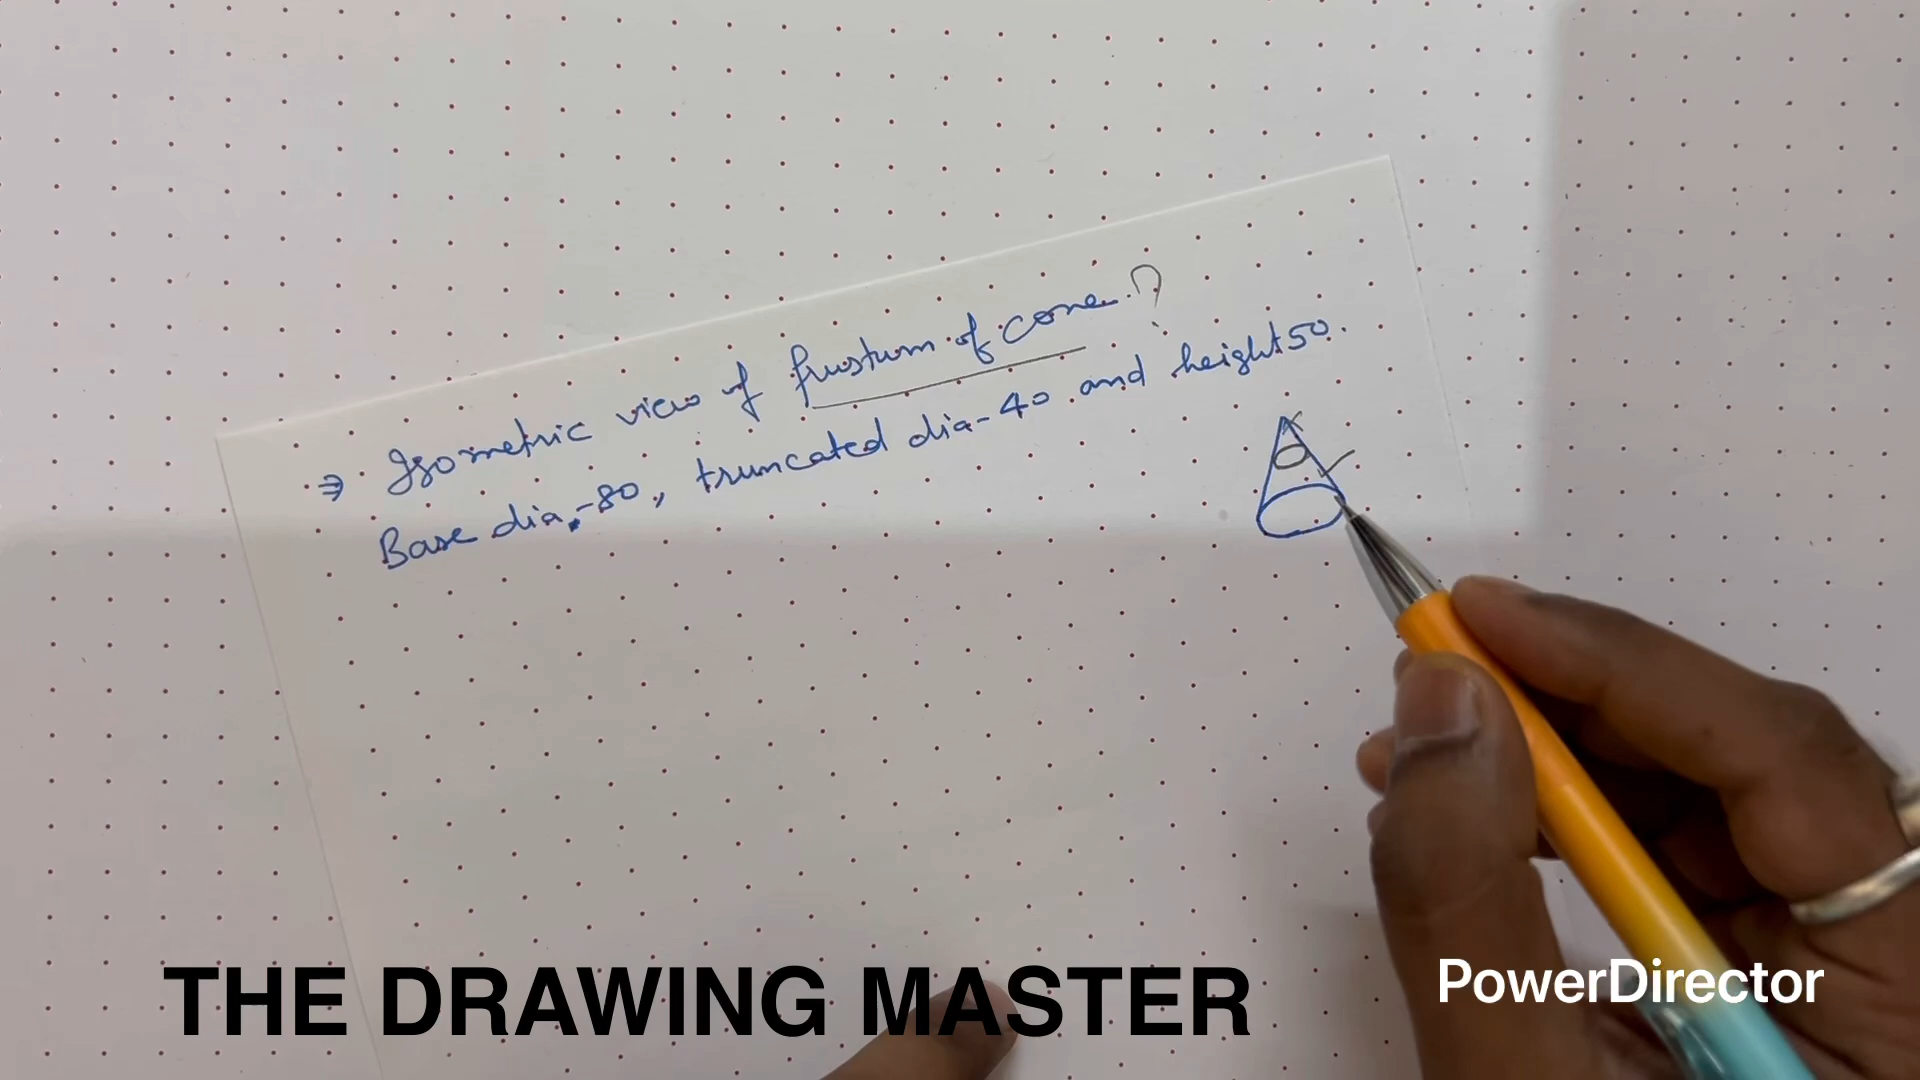 ⇒ Isometric view of frustum of cone.?
Base dia.-80, truncated dia-40 and height 50.
THE DRAWING MASTER
PowerDirector